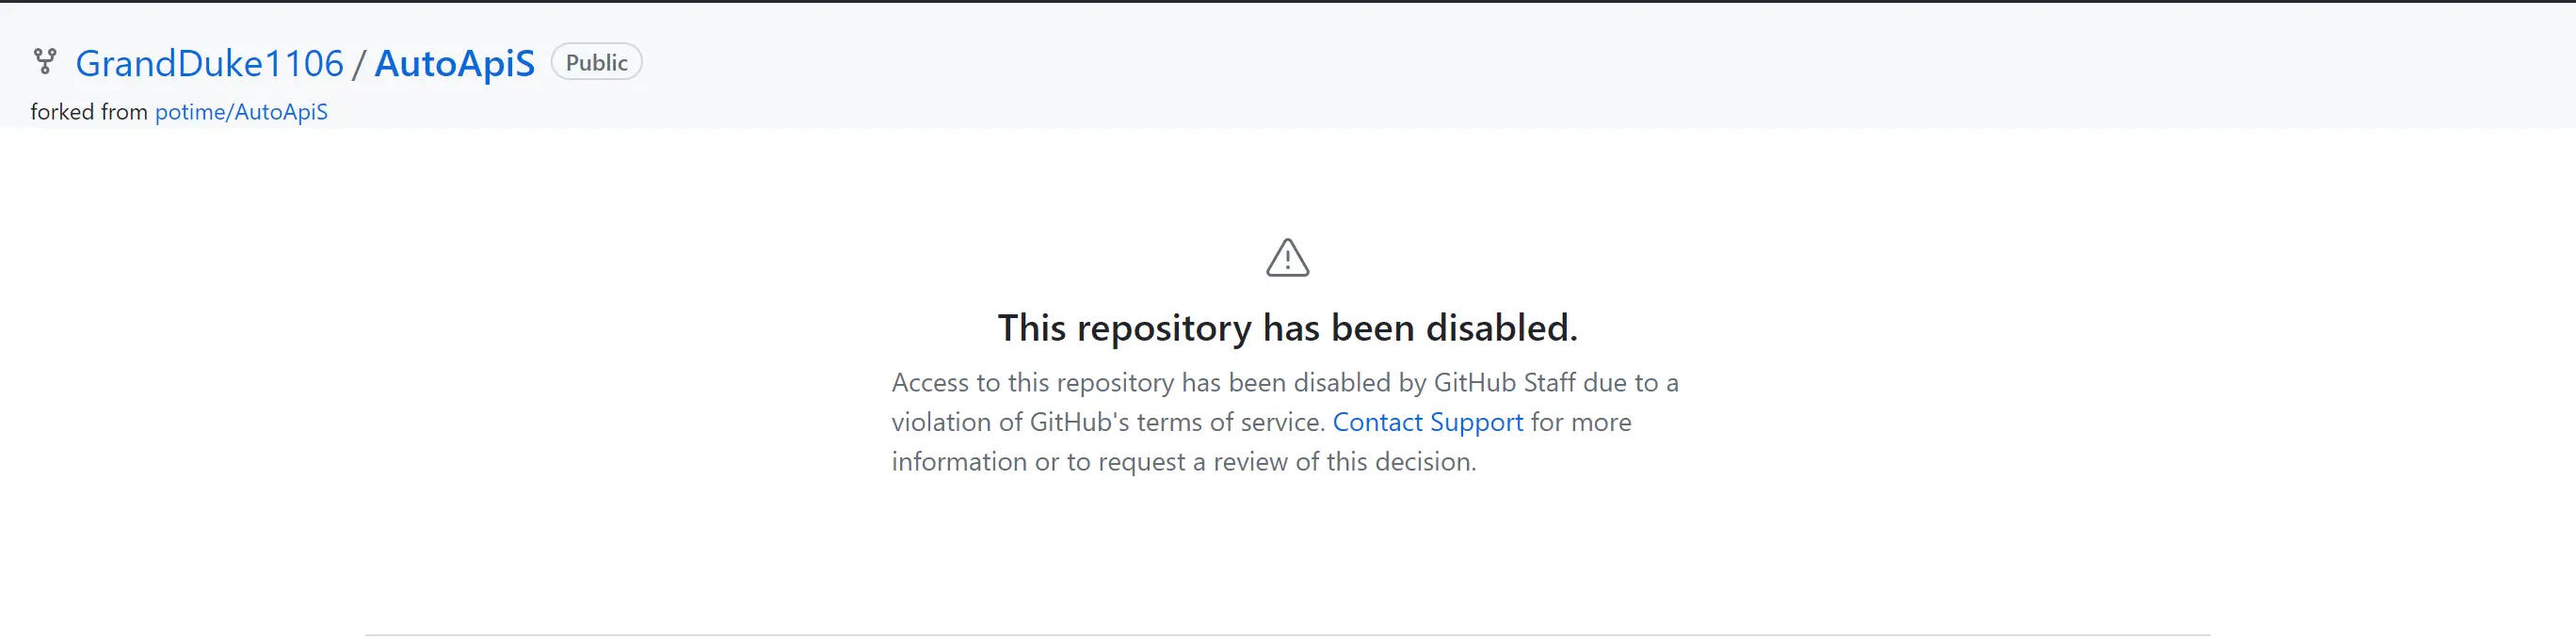 GrandDuke1106 / AutoApiS Public
forked from potime/AutoApiS
This repository has been disabled.
Access to this repository has been disabled by GitHub Staff due to a
violation of GitHub's terms of service. Contact Support for more
information or to request a review of this decision.